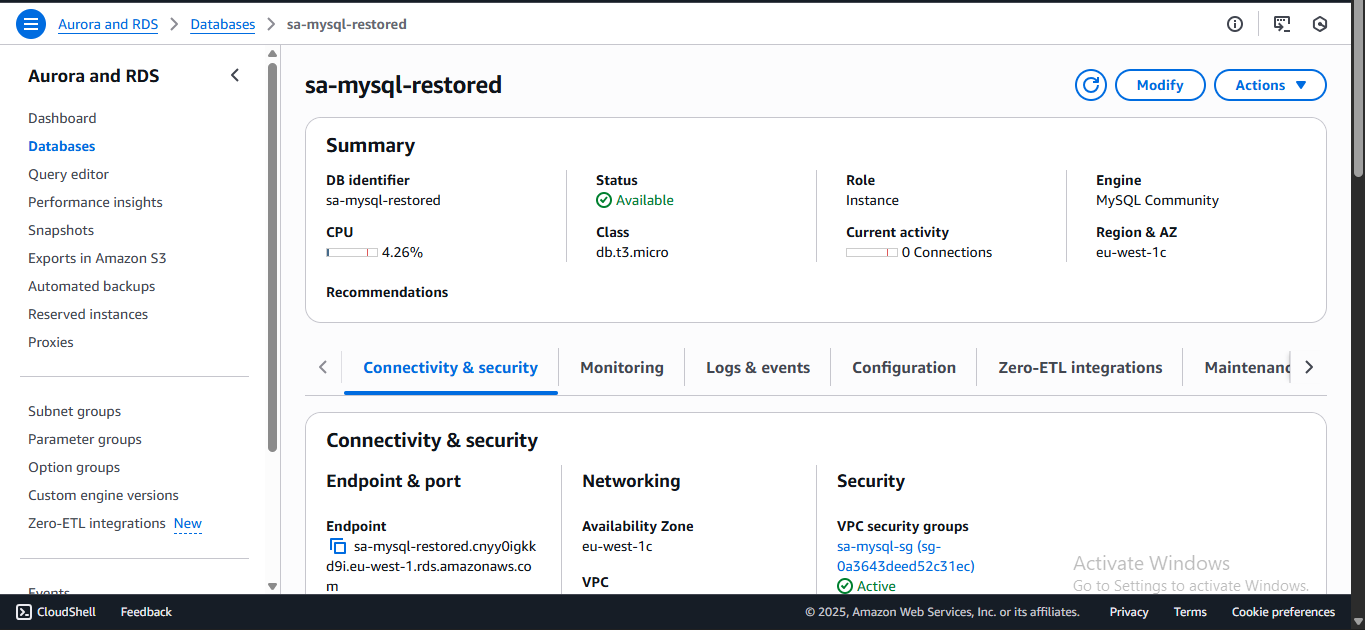 Aurora and RDS > Databases > sa-mysql-restored
Aurora and RDS
Dashboard
Databases
Query editor
Performance insights
Snapshots
Exports in Amazon S3
Automated backups
Reserved instances
Proxies
Subnet groups
Parameter groups
Option groups
Custom engine versions
Zero-ETL integrations New
Events
sa-mysql-restored
Modify
Actions
Summary
DB identifier
sa-mysql-restored
Status
Available
Role
Instance
Engine
MySQL Community
CPU
4.26%
Class
db.t3.micro
Current activity
0 Connections
Region & AZ
eu-west-1c
Recommendations
Connectivity & security
Monitoring
Logs & events
Configuration
Zero-ETL integrations
Maintenanc
Connectivity & security
Endpoint & port
Endpoint
sa-mysql-restored.cnyy0igkk
d9i.eu-west-1.rds.amazonaws.co
m
Networking
Availability Zone
eu-west-1c
VPC
Security
VPC security groups
sa-mysql-sg (sg-
0a3643deed52c31ec)
Active
Activate Windows
Go to Settings to activate Windows.
CloudShell
Feedback
© 2025, Amazon Web Services, Inc. or its affiliates.
Privacy
Terms
Cookie preferences